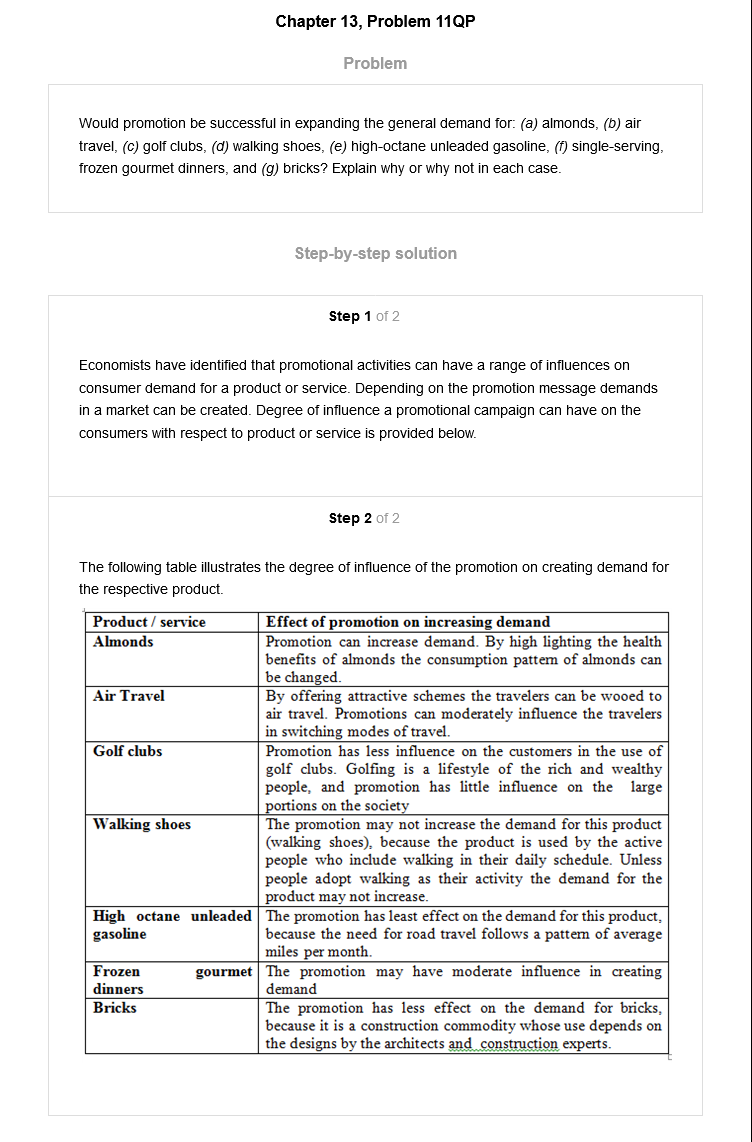 Chapter 13, Problem 11QP
Problem
Would promotion be successful in expanding the general demand for: (a) almonds, (b) air
travel, (c) golf clubs, (d) walking shoes, (e) high-octane unleaded gasoline, (f) single-serving,
frozen gourmet dinners, and (g) bricks? Explain why or why not in each case.
Step-by-step solution
Step 1 of 2
Economists have identified that promotional activities can have a range of influences on
consumer demand for a product or service. Depending on the promotion message demands
in a market can be created. Degree of influence a promotional campaign can have on the
consumers with respect to product or service is provided below.
Step 2 of 2
The following table illustrates the degree of influence of the promotion on creating demand for
the respective product.
Product / service
Effect of promotion on increasing demand
Almonds
Promotion can increase demand. By high lighting the health
benefits of almonds the consumption pattern of almonds can
be changed.
Air Travel
By offering attractive schemes the travelers can be wooed to
air travel. Promotions can moderately influence the travelers
in switching modes of travel.
Golf clubs
Promotion has less influence on the customers in the use of
golf clubs. Golfing is a lifestyle of the rich and wealthy
people, and promotion has little influence on the large
portions on the society
Walking shoes
The promotion may not increase the demand for this product
(walking shoes), because the product is used by the active
people who include walking in their daily schedule. Unless
people adopt walking as their activity the demand for the
product may not increase.
High octane unleaded
gasoline
The promotion has least effect on the demand for this product,
because the need for road travel follows a pattern of average
miles per month.
Frozen gourmet
dinners
The promotion may have moderate influence in creating
demand
Bricks
The promotion has less effect on the demand for bricks,
because it is a construction commodity whose use depends on
the designs by the architects and construction experts.